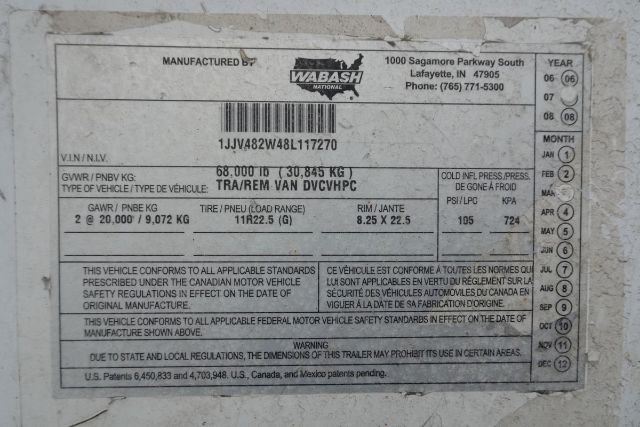 MANUFACTURED BY
WABASH
NATIONAL
1000 Sagamore Parkway South
Lafayette, IN 47905
Phone: (765) 771-5300
YEAR
06 06
07
08 08
1JJV482W48L117270
V.I.N / N.I.V.
GVWR / PNBV KG: 68,000 lb ( 30,845 KG )
TYPE OF VEHICLE / TYPE DE VÉHICULE: TRA/REM VAN DVCVHPC
COLD INFL PRESS./PRESS.
DE GONE À FROID
PSI / LPC KPA
105 724
GAWR / PNBE KG TIRE / PNEU (LOAD RANGE) RIM / JANTE
2 @ 20,000 / 9,072 KG 11R22.5 (G) 8.25 X 22.5
MONTH
JAN 1
FEB 2
MAR
APR 4
MAY 5
JUN 6
JUL 7
AUG 8
SEP 9
OCT 10
NOV 11
DEC 12
THIS VEHICLE CONFORMS TO ALL APPLICABLE STANDARDS
PRESCRIBED UNDER THE CANADIAN MOTOR VEHICLE
SAFETY REGULATIONS IN EFFECT ON THE DATE OF
ORIGINAL MANUFACTURE.
CE VÉHICULE EST CONFORME À TOUTES LES NORMES QUI
LUI SONT APPLICABLES EN VERTU DU RÈGLEMENT SUR LA
SÉCURITÉ DES VÉHICULES AUTOMOBILES DU CANADA EN
VIGUER À LA DATE DE SA FABRICATION D'ORIGINE.
THIS VEHICLE CONFORMS TO ALL APPLICABLE FEDERAL MOTOR VEHICLE SAFETY STANDARDS IN EFFECT ON THE DATE OF
MANUFACTURE.
WARNING
DUE TO STATE AND LOCAL REGULATIONS, THE DIMENSIONS OF THIS TRAILER MAY PROHIBIT ITS USE IN CERTAIN AREAS.
U.S. Patents 6,450,833 and 4,703,948. U.S., Canada, and Mexico patents pending.